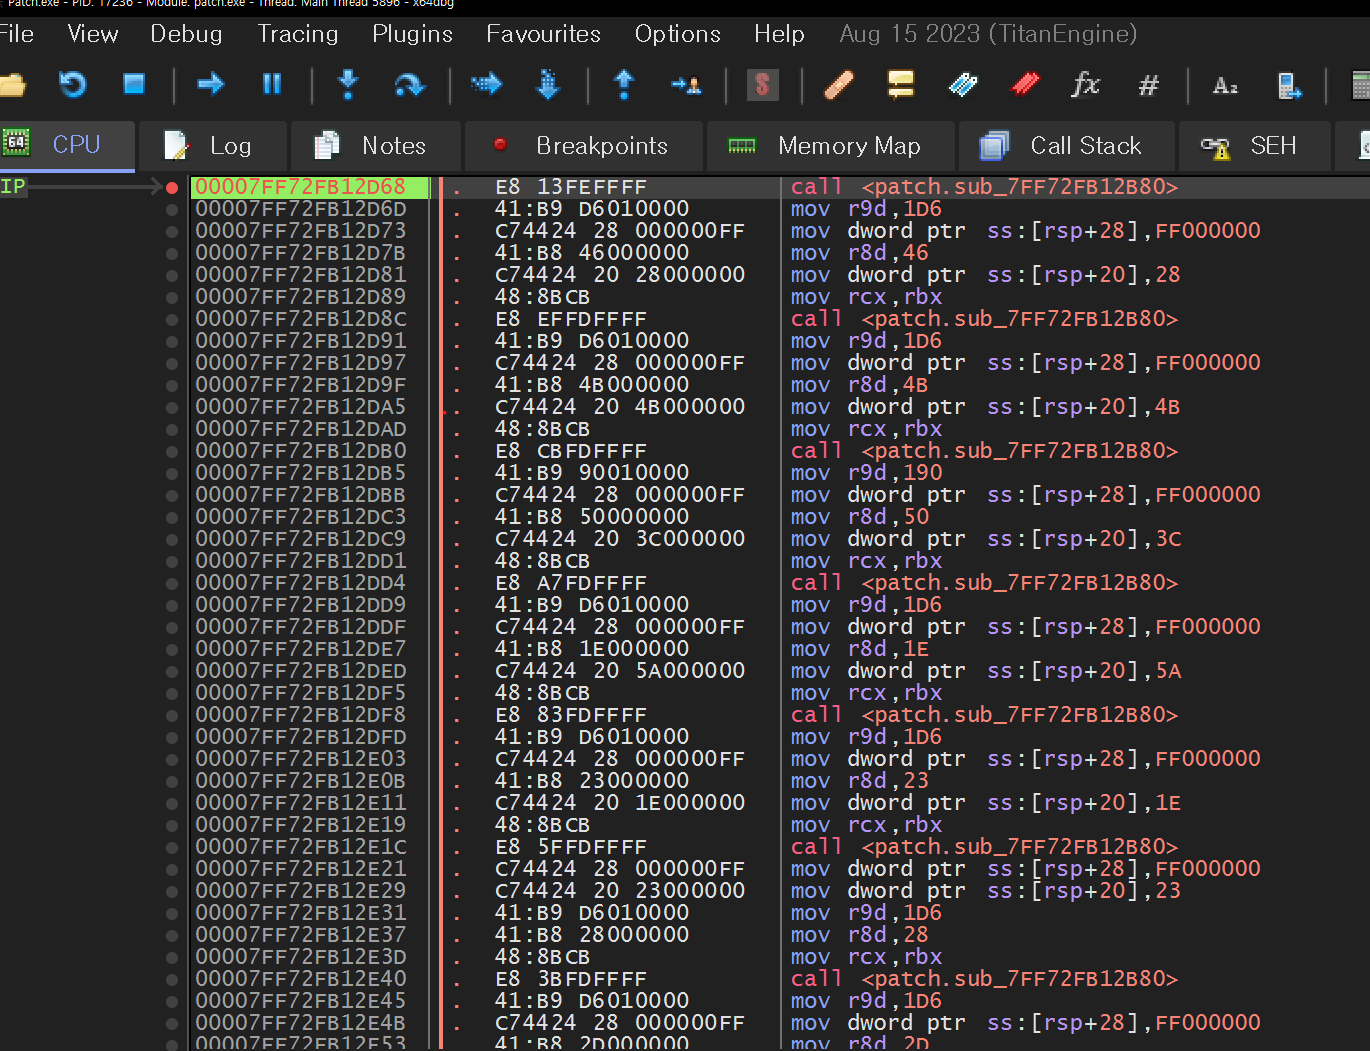 Patch.exe - PID: 17236 - Module: patch.exe - Thread: Main Thread 5896 - x64dbg
File View Debug Tracing Plugins Favourites Options Help Aug 15 2023 (TitanEngine)
CPU Log Notes Breakpoints Memory Map Call Stack SEH
IP 00007FF72FB12D68 . E8 13FEFFFF call <patch.sub_7FF72FB12B80>
00007FF72FB12D6D . 41:B9 D6010000 mov r9d,1D6
00007FF72FB12D73 . C74424 28 000000FF mov dword ptr ss:[rsp+28],FF000000
00007FF72FB12D7B . 41:B8 46000000 mov r8d,46
00007FF72FB12D81 . C74424 20 28000000 mov dword ptr ss:[rsp+20],28
00007FF72FB12D89 . 48:8BCB mov rcx,rbx
00007FF72FB12D8C . E8 EFFDFFFF call <patch.sub_7FF72FB12B80>
00007FF72FB12D91 . 41:B9 D6010000 mov r9d,1D6
00007FF72FB12D97 . C74424 28 000000FF mov dword ptr ss:[rsp+28],FF000000
00007FF72FB12D9F . 41:B8 4B000000 mov r8d,4B
00007FF72FB12DA5 . C74424 20 4B000000 mov dword ptr ss:[rsp+20],4B
00007FF72FB12DAD . 48:8BCB mov rcx,rbx
00007FF72FB12DB0 . E8 CBFDFFFF call <patch.sub_7FF72FB12B80>
00007FF72FB12DB5 . 41:B9 90010000 mov r9d,190
00007FF72FB12DBB . C74424 28 000000FF mov dword ptr ss:[rsp+28],FF000000
00007FF72FB12DC3 . 41:B8 50000000 mov r8d,50
00007FF72FB12DC9 . C74424 20 3C000000 mov dword ptr ss:[rsp+20],3C
00007FF72FB12DD1 . 48:8BCB mov rcx,rbx
00007FF72FB12DD4 . E8 A7FDFFFF call <patch.sub_7FF72FB12B80>
00007FF72FB12DD9 . 41:B9 D6010000 mov r9d,1D6
00007FF72FB12DDF . C74424 28 000000FF mov dword ptr ss:[rsp+28],FF000000
00007FF72FB12DE7 . 41:B8 1E000000 mov r8d,1E
00007FF72FB12DED . C74424 20 5A000000 mov dword ptr ss:[rsp+20],5A
00007FF72FB12DF5 . 48:8BCB mov rcx,rbx
00007FF72FB12DF8 . E8 83FDFFFF call <patch.sub_7FF72FB12B80>
00007FF72FB12DFD . 41:B9 D6010000 mov r9d,1D6
00007FF72FB12E03 . C74424 28 000000FF mov dword ptr ss:[rsp+28],FF000000
00007FF72FB12E0B . 41:B8 23000000 mov r8d,23
00007FF72FB12E11 . C74424 20 1E000000 mov dword ptr ss:[rsp+20],1E
00007FF72FB12E19 . 48:8BCB mov rcx,rbx
00007FF72FB12E1C . E8 5FFDFFFF call <patch.sub_7FF72FB12B80>
00007FF72FB12E21 . C74424 28 000000FF mov dword ptr ss:[rsp+28],FF000000
00007FF72FB12E29 . C74424 20 23000000 mov dword ptr ss:[rsp+20],23
00007FF72FB12E31 . 41:B9 D6010000 mov r9d,1D6
00007FF72FB12E37 . 41:B8 28000000 mov r8d,28
00007FF72FB12E3D . 48:8BCB mov rcx,rbx
00007FF72FB12E40 . E8 3BFDFFFF call <patch.sub_7FF72FB12B80>
00007FF72FB12E45 . 41:B9 D6010000 mov r9d,1D6
00007FF72FB12E4B . C74424 28 000000FF mov dword ptr ss:[rsp+28],FF000000
00007FF72FB12E53 . 41:B8 2D000000 mov r8d,2D